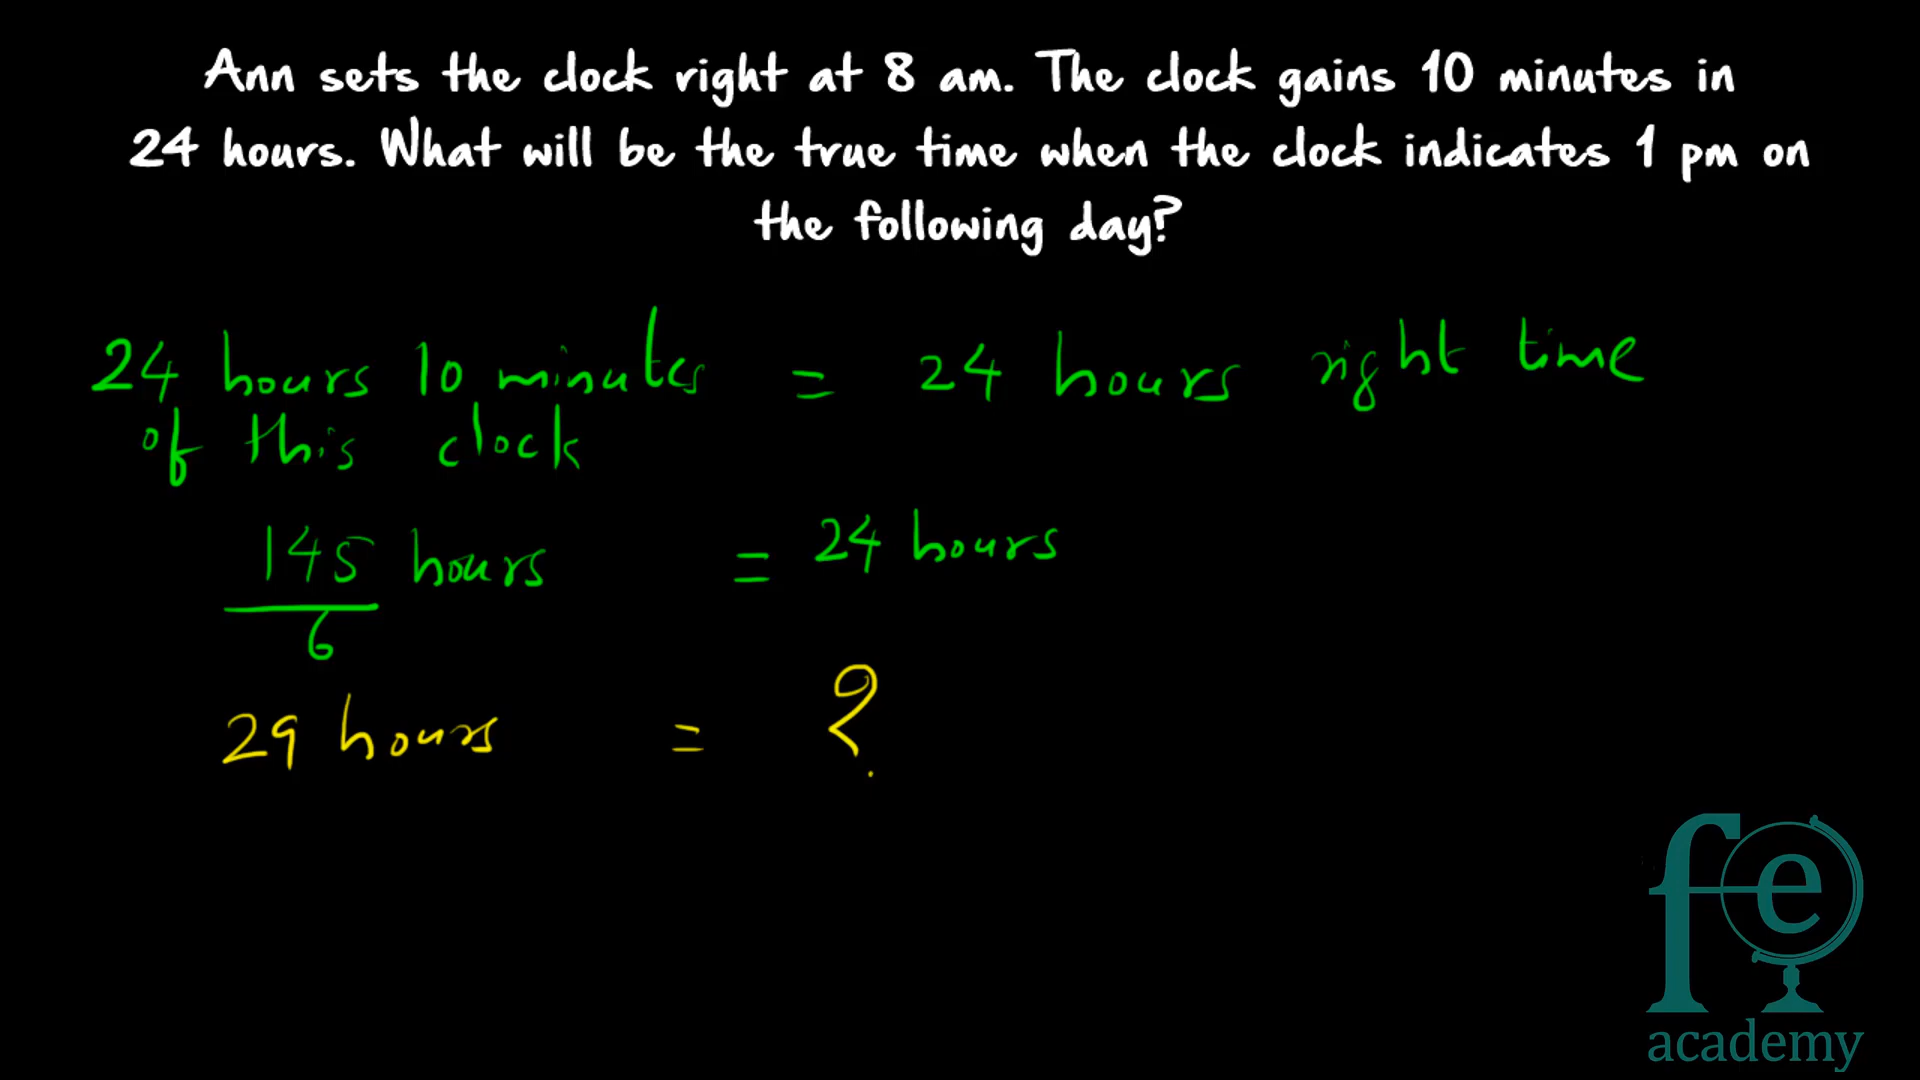 Ann sets the clock right at 8 am. The clock gains 10 minutes in
24 hours. What will be the true time when the clock indicates 1 pm on
the following day?
24 hours 10 minutes = 24 hours right time
of this clock
145 hours = 24 hours
6
29 hours = ?
fe
academy